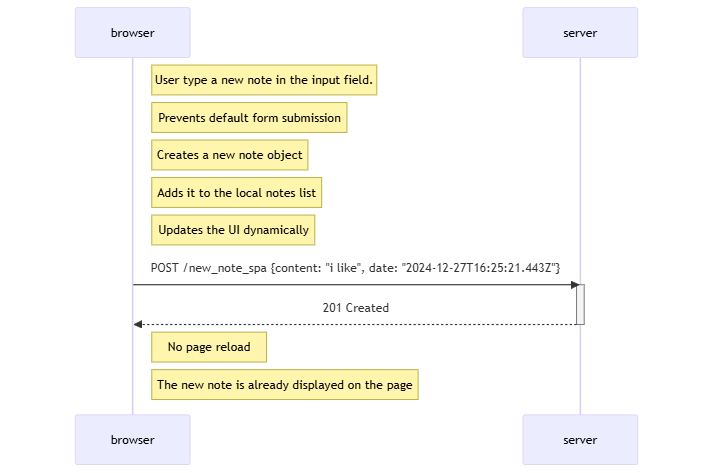 browser
server
User type a new note in the input field.
Prevents default form submission
Creates a new note object
Adds it to the local notes list
Updates the UI dynamically
POST /new_note_spa {content: "i like", date: "2024-12-27T16:25:21.443Z"}
201 Created
No page reload
The new note is already displayed on the page
browser
server